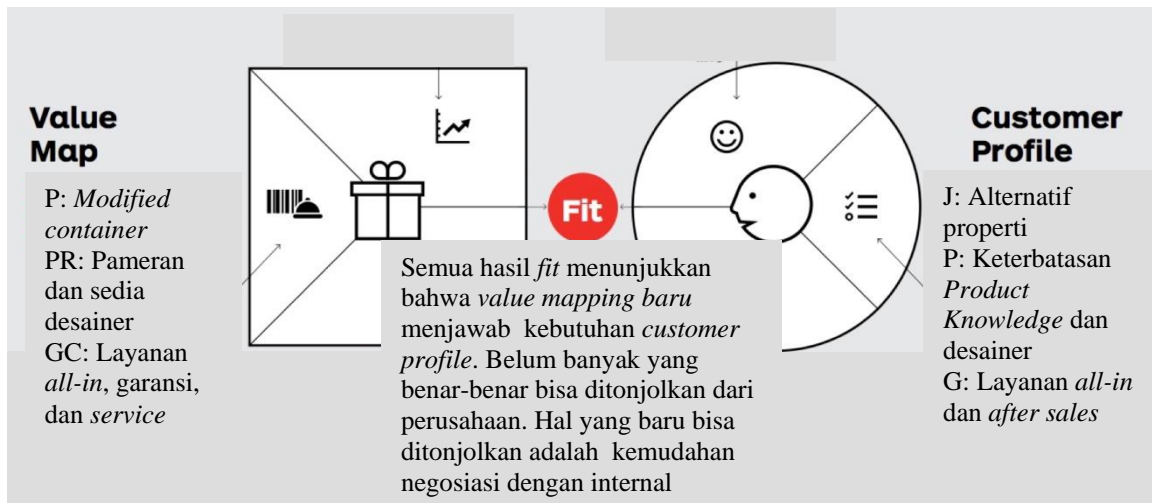 Value
Map
P: Modified
container
PR: Pameran
dan sedia
desainer
GC: Layanan
all-in, garansi,
dan service
Fit
Semua hasil fit menunjukkan
bahwa value mapping baru
menjawab kebutuhan customer
profile. Belum banyak yang
benar-benar bisa ditonjolkan dari
perusahaan. Hal yang baru bisa
ditonjolkan adalah kemudahan
negosiasi dengan internal
Customer
Profile
J: Alternatif
properti
P: Keterbatasan
Product
Knowledge dan
desainer
G: Layanan all-in
dan after sales